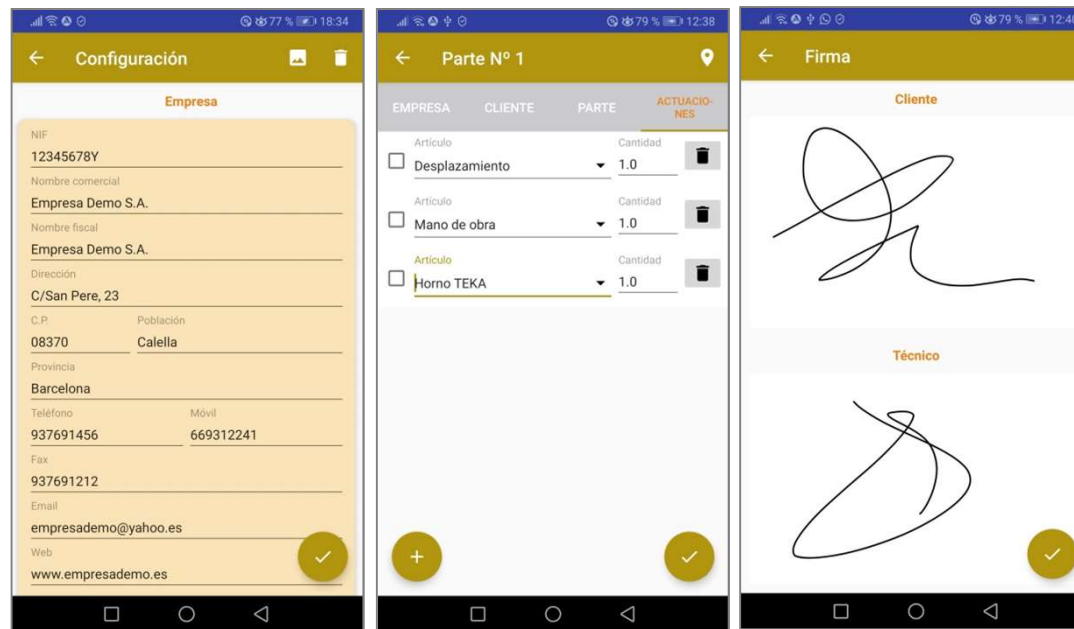 77 % 18:34
Configuración
Empresa
NIF
12345678Y
Nombre comercial
Empresa Demo S.A.
Nombre fiscal
Empresa Demo S.A.
Dirección
C/San Pere, 23
C.P. Población
08370 Calella
Provincia
Barcelona
Teléfono Móvil
937691456 669312241
Fax
937691212
Email
empresademo@yahoo.es
Web
www.empresademo.es
79 % 12:38
Parte Nº 1
EMPRESA CLIENTE PARTE ACTUACIO-
NES
Artículo Cantidad
Desplazamiento 1.0
Artículo Cantidad
Mano de obra 1.0
Artículo Cantidad
Horno TEKA 1.0
79 % 12:40
Firma
Cliente
Técnico